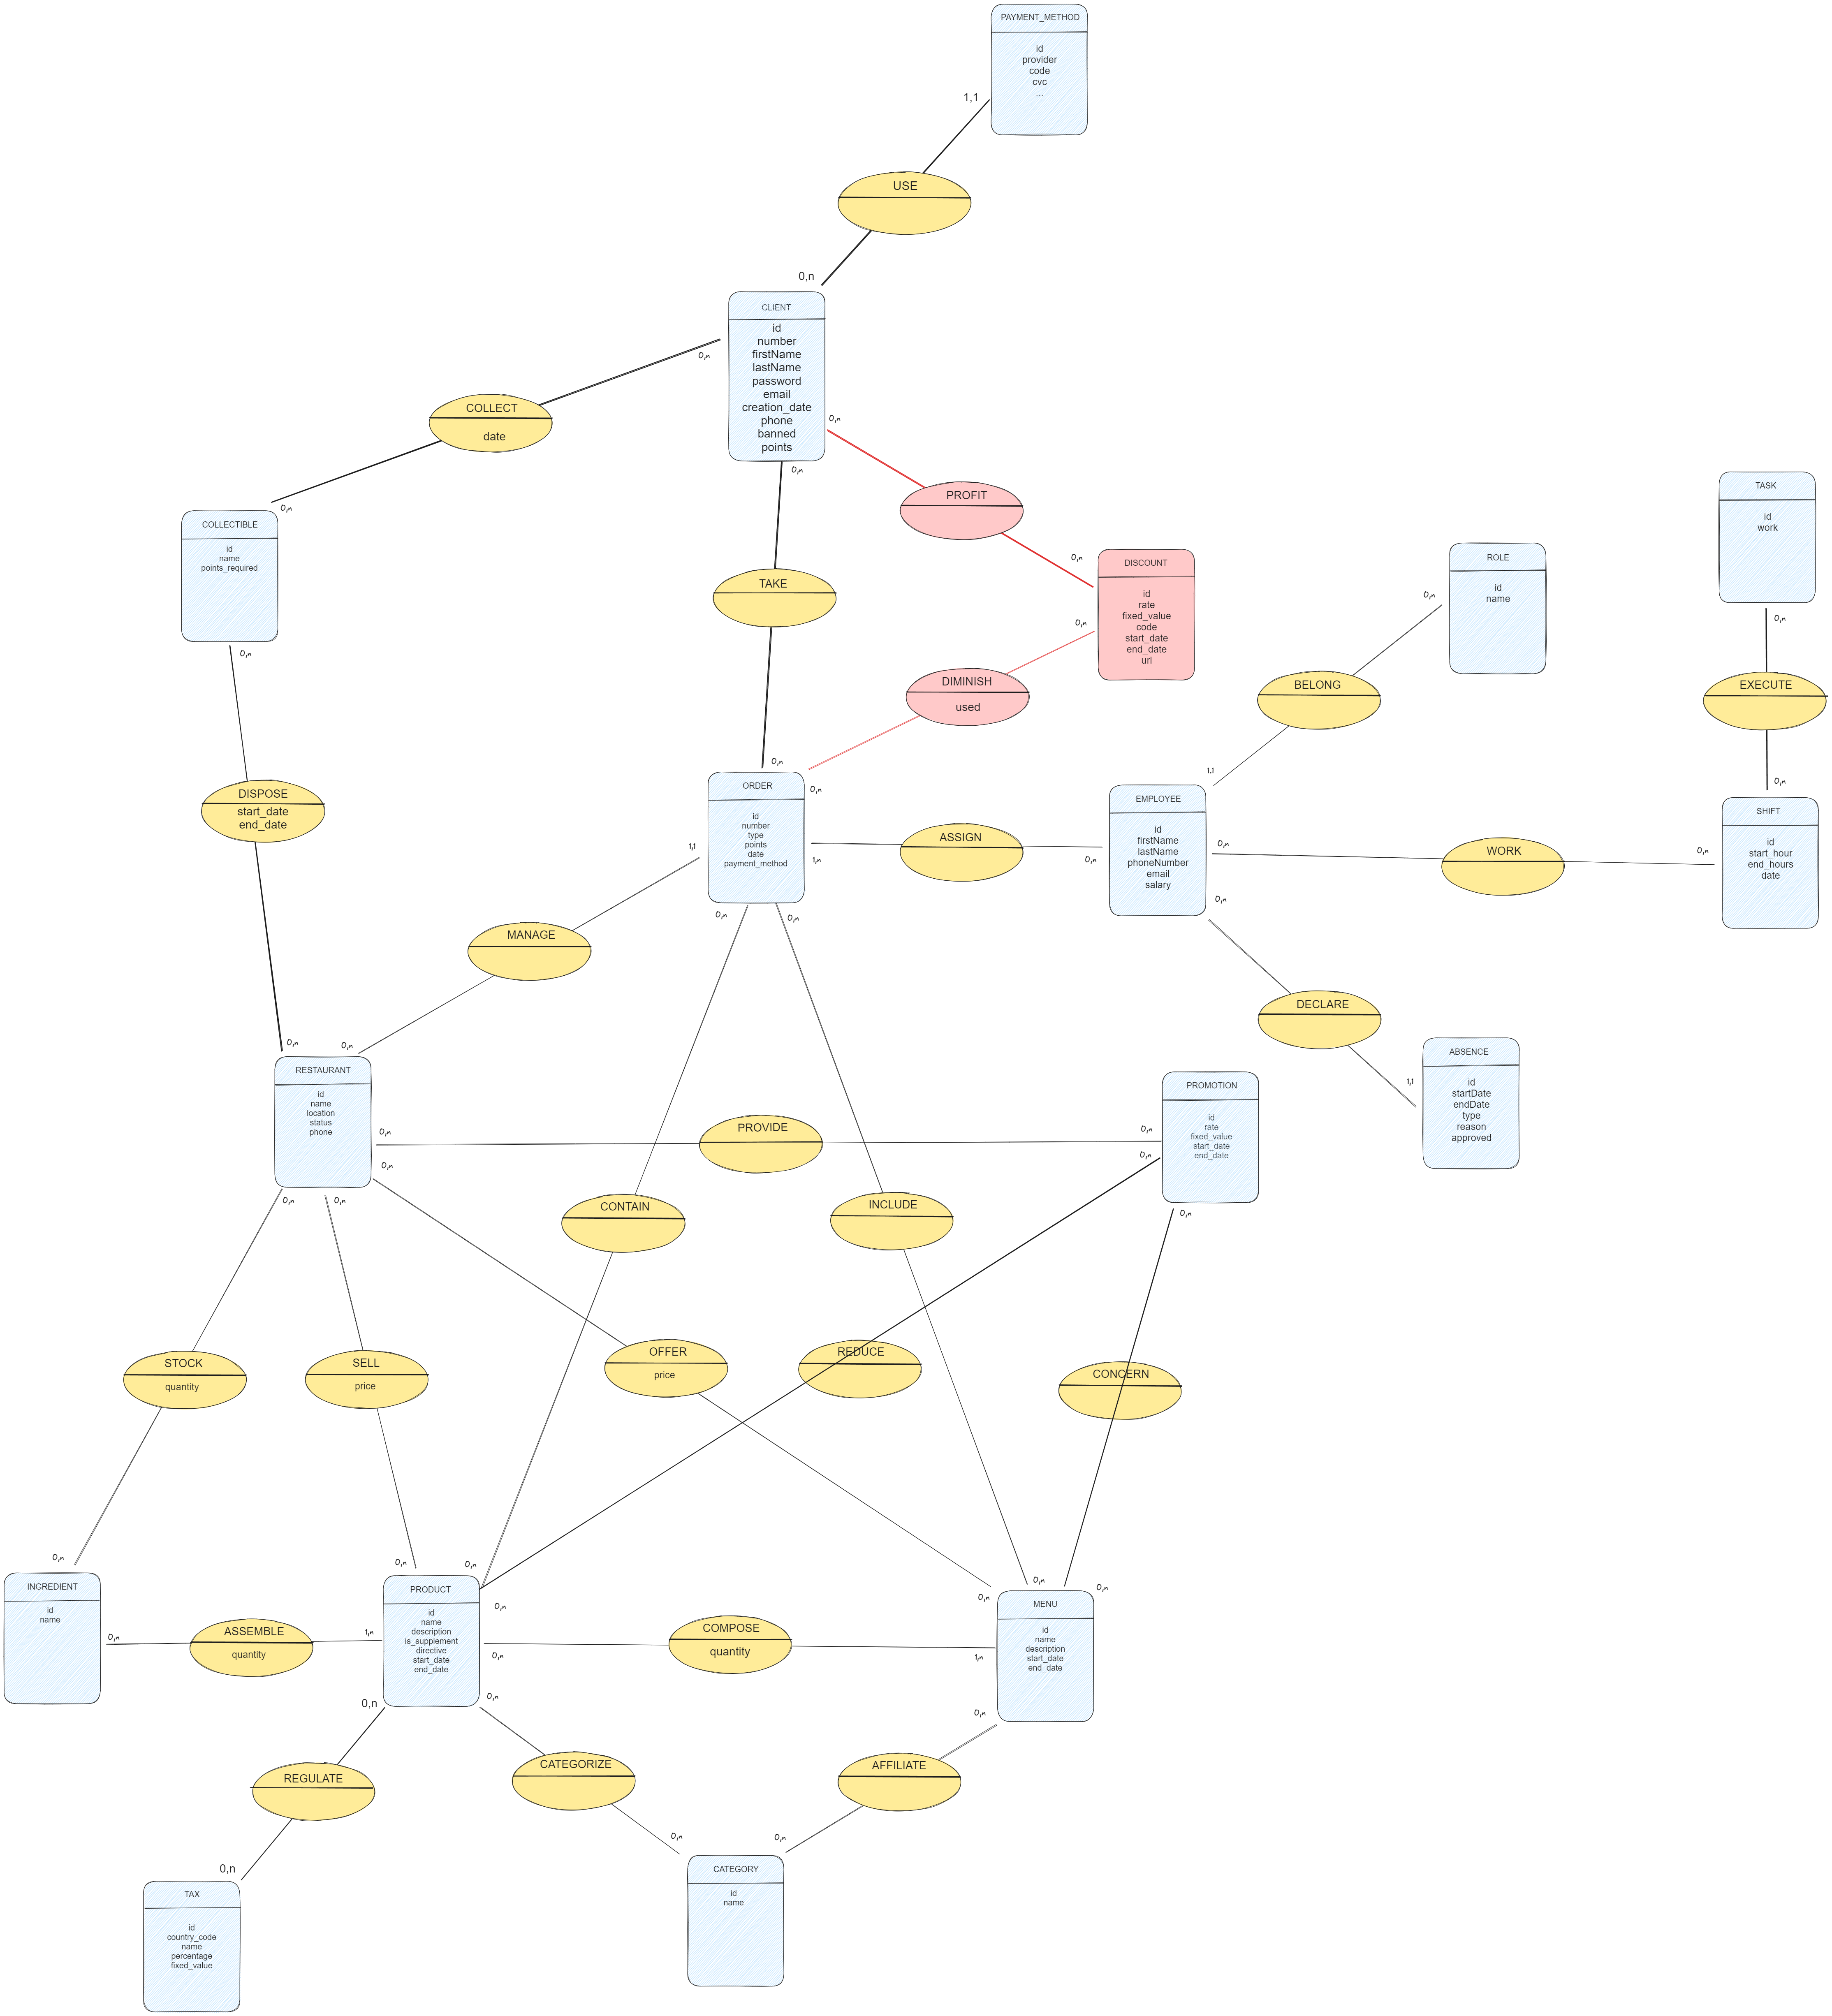 PAYMENT_METHOD
id
provider
code
cvc
...
1,1
USE
0,n
CLIENT
id
number
firstName
lastName
password
email
creation_date
phone
banned
points
0,n
COLLECT
date
0,n
0,n
0,n
PROFIT
0,n
COLLECTIBLE
id
name
points_required
0,n
TAKE
0,n
DISCOUNT
id
rate
fixed_value
code
start_date
end_date
url
0,n
DIMINISH
used
0,n
TASK
id
work
0,n
EXECUTE
0,n
ROLE
id
name
0,n
BELONG
1,1
DISPOSE
start_date
end_date
0,n
ORDER
id
number
type
points
date
payment_method
1,1
1,n
ASSIGN
0,n
EMPLOYEE
id
firstName
lastName
phoneNumber
email
salary
0,n
WORK
0,n
SHIFT
id
start_hour
end_hours
date
0,n
DECLARE
1,1
ABSENCE
id
startDate
endDate
type
reason
approved
0,n
0,n
MANAGE
0,n
RESTAURANT
id
name
location
status
phone
0,n
PROVIDE
0,n
PROMOTION
id
rate
fixed_value
start_date
end_date
0,n
0,n
0,n
0,n
0,n
CONTAIN
INCLUDE
STOCK
quantity
SELL
price
OFFER
price
REDUCE
CONCERN
0,n
0,n
0,n
0,n
0,n
0,n
0,n
INGREDIENT
id
name
0,n
ASSEMBLE
quantity
1,n
PRODUCT
id
name
description
is_supplement
directive
start_date
end_date
0,n
COMPOSE
quantity
1,n
MENU
id
name
description
start_date
end_date
0,n
0,n
0,n
REGULATE
CATEGORIZE
AFFILIATE
0,n
0,n
0,n
TAX
id
country_code
name
percentage
fixed_value
CATEGORY
id
name